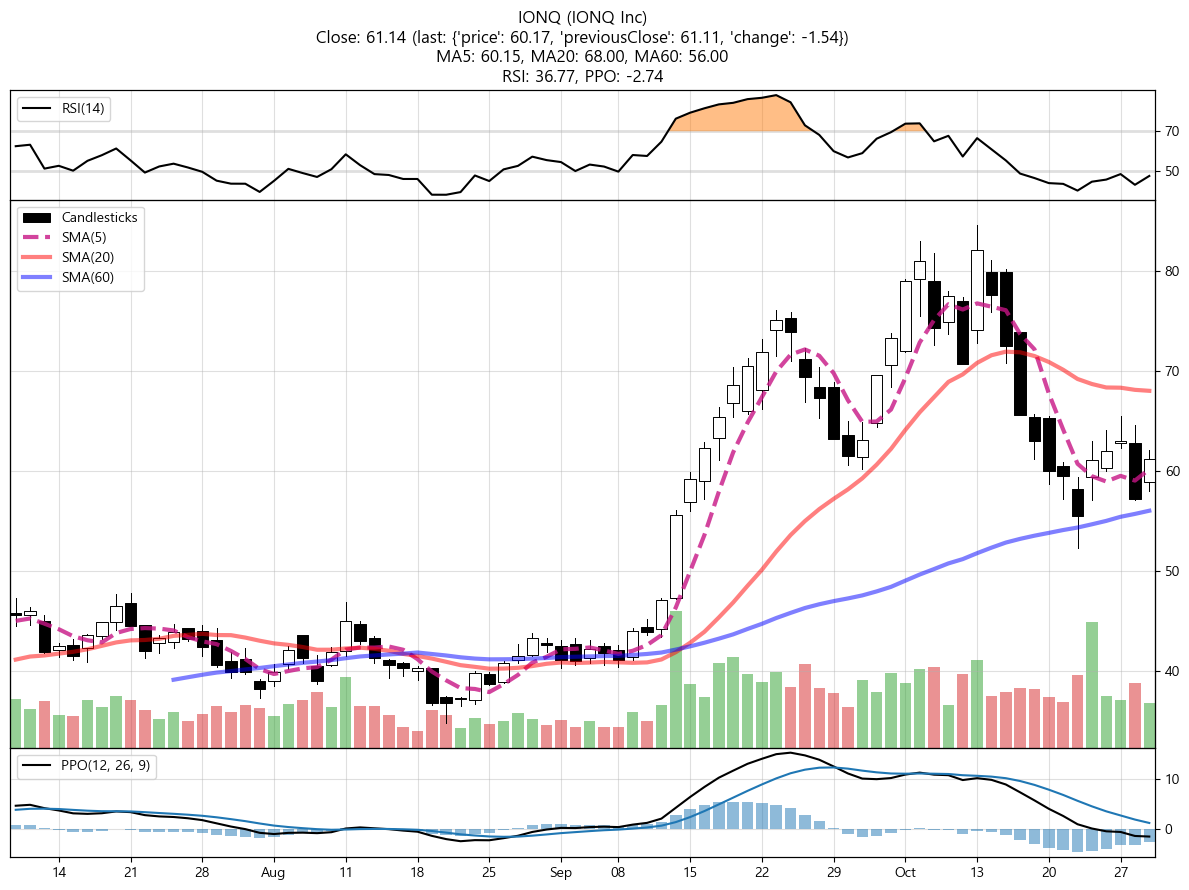 IONQ (IONQ Inc)
Close: 61.14 (last: {'price': 60.17, 'previousClose': 61.11, 'change': -1.54})
MA5: 60.15, MA20: 68.00, MA60: 56.00
RSI: 36.77, PPO: -2.74
RSI(14)
70
50
Candlesticks
SMA(5)
SMA(20)
SMA(60)
80
70
60
50
40
PPO(12, 26, 9)
10
0
14 21 28 Aug 11 18 25 Sep 08 15 22 29 Oct 13 20 27